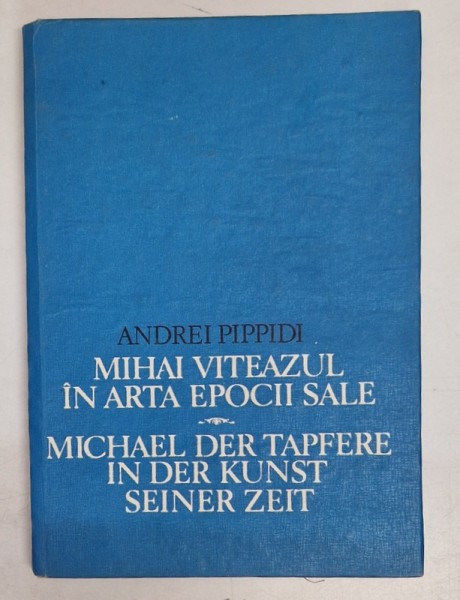 ANDREI PIPPIDI
MIHAI VITEAZUL
ÎN ARTA EPOCII SALE
MICHAEL DER TAPFERE
IN DER KUNST
SEINER ZEIT